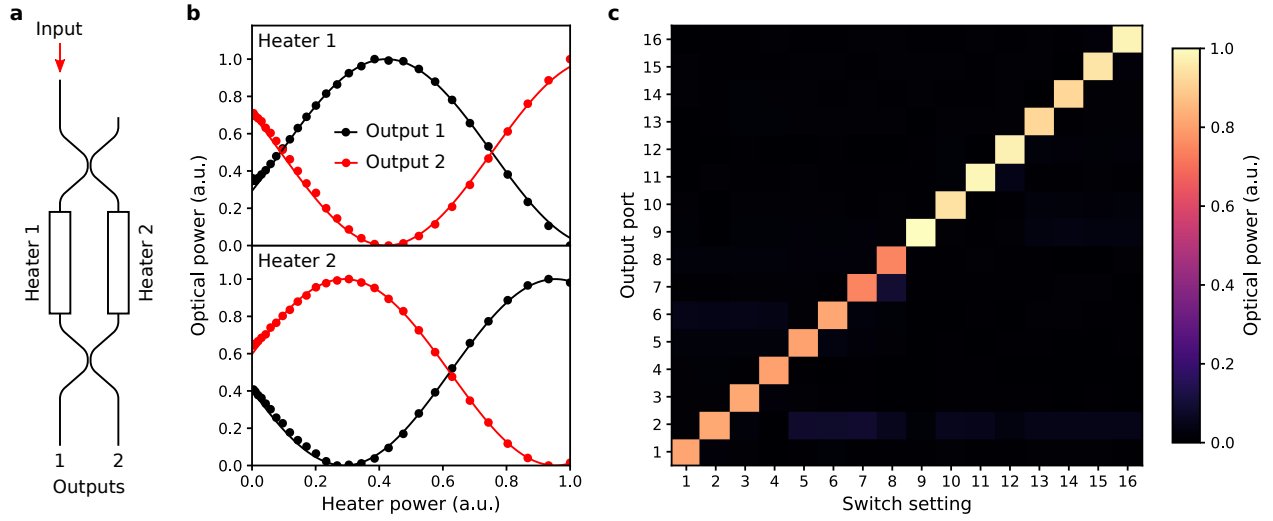 a
Input
Heater 1
Heater 2
1 2
Outputs
b
Heater 1
1.0
0.8
0.6
0.4
0.2
0.0
Output 1
Output 2
Optical power (a.u.)
Heater 2
1.0
0.8
0.6
0.4
0.2
0.0
0.0 0.2 0.4 0.6 0.8 1.0
Heater power (a.u.)
c
Output port
16
15
14
13
12
11
10
9
8
7
6
5
4
3
2
1
1 2 3 4 5 6 7 8 9 10 11 12 13 14 15 16
Switch setting
1.0
0.8
0.6
0.4
0.2
0.0
Optical power (a.u.)